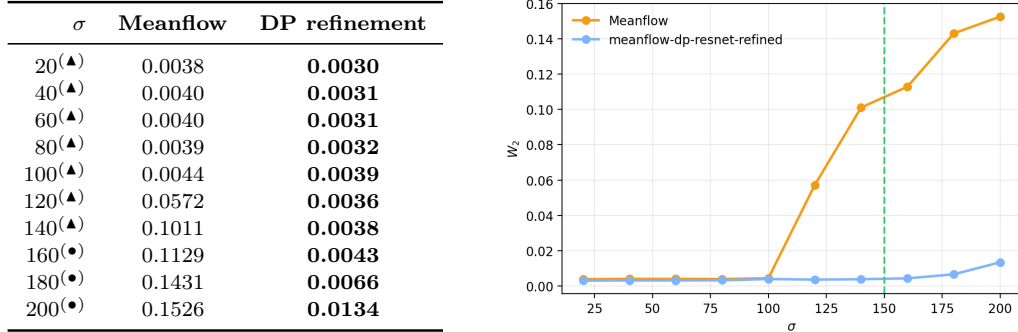 σ Meanflow DP refinement
20(▲) 0.0038 0.0030
40(▲) 0.0040 0.0031
60(▲) 0.0040 0.0031
80(▲) 0.0039 0.0032
100(▲) 0.0044 0.0039
120(▲) 0.0572 0.0036
140(▲) 0.1011 0.0038
160(●) 0.1129 0.0043
180(●) 0.1431 0.0066
200(●) 0.1526 0.0134
Meanflow
meanflow-dp-resnet-refined
W₂
0.16
0.14
0.12
0.10
0.08
0.06
0.04
0.02
0.00
25 50 75 100 125 150 175 200
σ